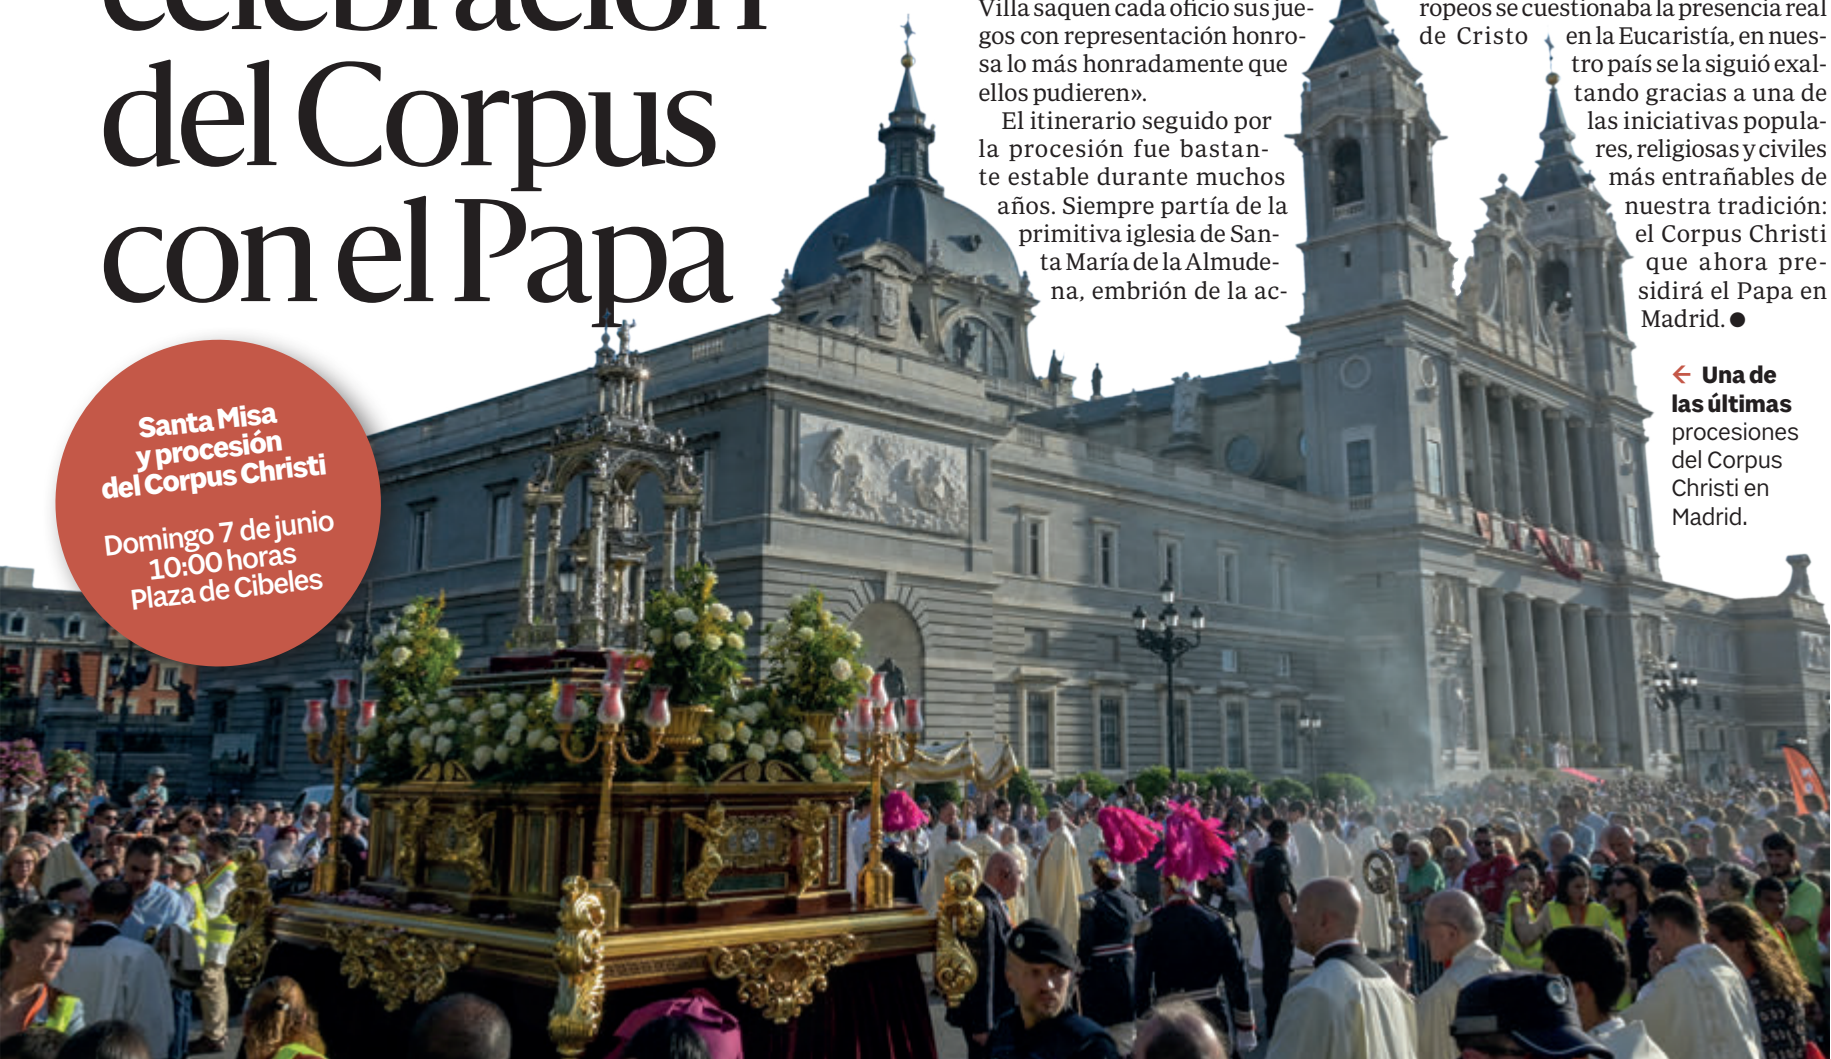 celebración
del Corpus
con el Papa
Santa Misa
y procesión
del Corpus Christi
Domingo 7 de junio
10:00 horas
Plaza de Cibeles
Villa saquen cada oficio sus jue-
gos con representación honro-
sa lo más honradamente que
ellos pudieren».
El itinerario seguido por
la procesión fue bastan-
te estable durante muchos
años. Siempre partía de la
primitiva iglesia de San-
ta María de la Almude-
na, embrión de la ac-
ropeos se cuestionaba la presencia real
de Cristo en la Eucaristía, en nues-
tro país se la siguió exal-
tando gracias a una de
las iniciativas popula-
res, religiosas y civiles
más entrañables de
nuestra tradición:
el Corpus Christi
que ahora pre-
sidirá el Papa en
Madrid. ●
← Una de
las últimas
procesiones
del Corpus
Christi en
Madrid.